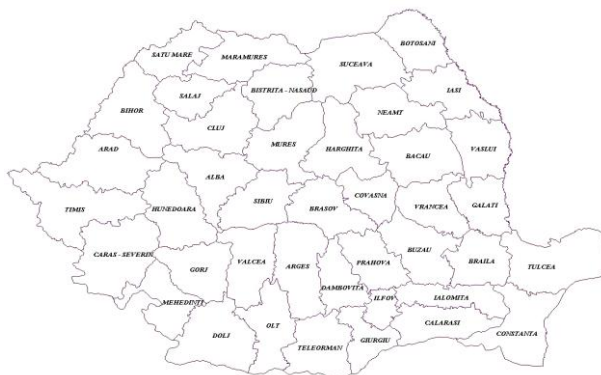 BOTOSANI
SATU MARE
MARAMURES
SUCEAVA
SALAJ
BISTRITA - NASAUD
IASI
BIHOR
NEAMT
CLUJ
MURES
HARGHITA
VASLUI
ARAD
BACAU
ALBA
COVASNA
SIBIU
BRASOV
VRANCEA
GALATI
TIMIS
HUNEDOARA
CARAS - SEVERIN
GORJ
VALCEA
ARGES
PRAHOVA
BUZAU
BRAILA
TULCEA
DAMBOVITA
MEHEDINTI
ILFOV
IALOMITA
OLT
CALARASI
DOLJ
TELEORMAN
GIURGIU
CONSTANTA